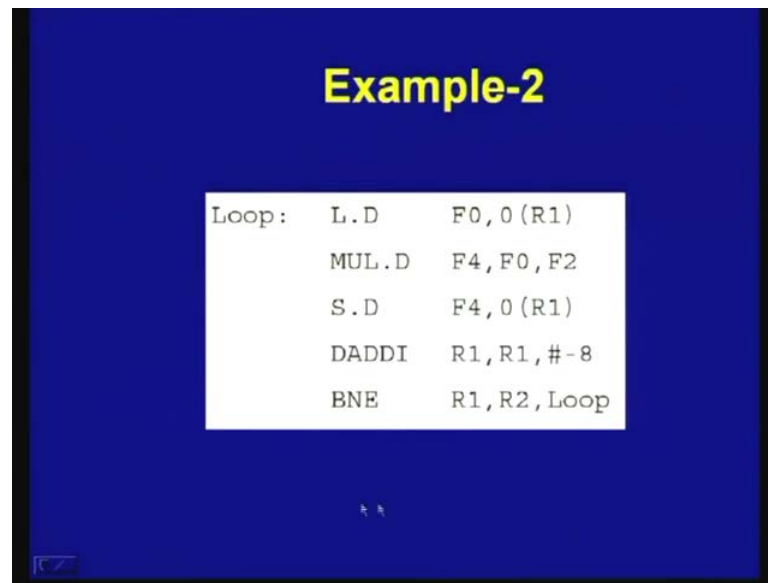 Example-2
Loop: L.D F0,0(R1)
MUL.D F4,F0,F2
S.D F4,0(R1)
DADDI R1,R1,#-8
BNE R1,R2,Loop